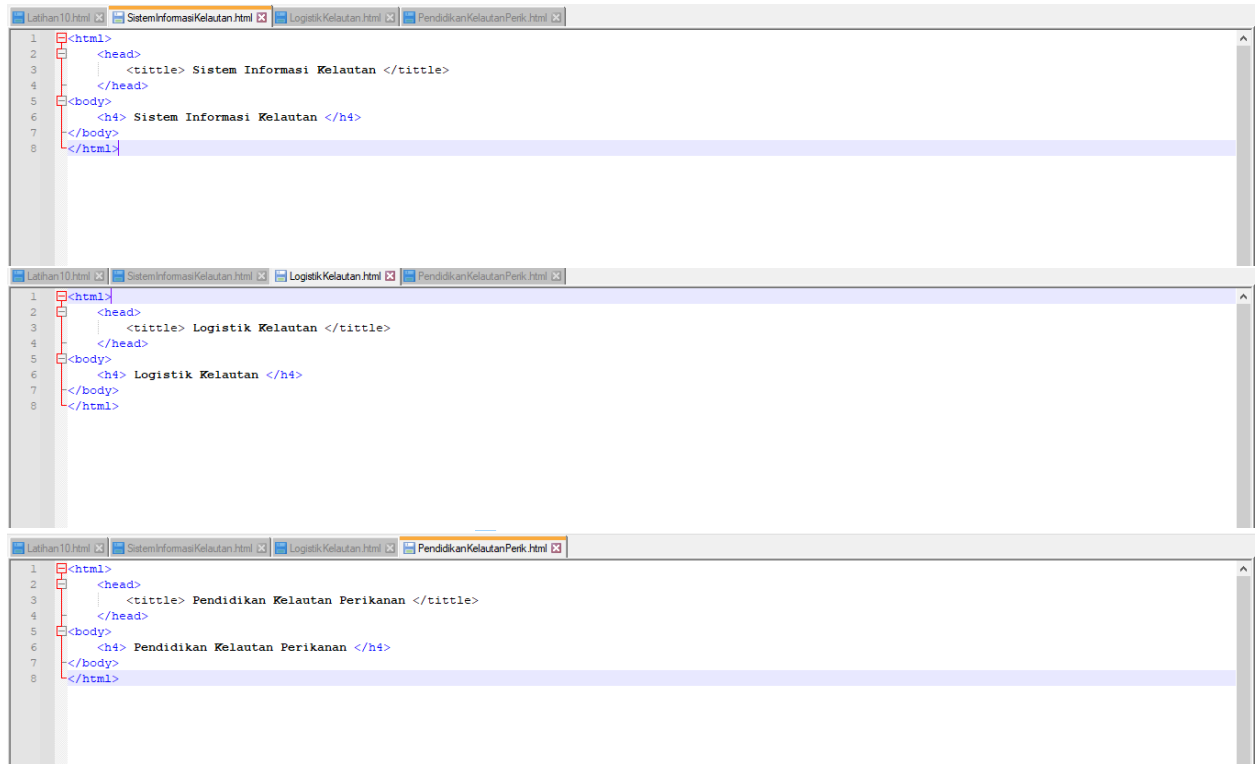 Latihan10.html SistemInformasiKelautan.html LogistikKelautan.html PendidikanKelautanPerik.html
1 <html>
2 <head>
3 <tittle> Sistem Informasi Kelautan </tittle>
4 </head>
5 <body>
6 <h4> Sistem Informasi Kelautan </h4>
7 </body>
8 </html>
Latihan10.html SistemInformasiKelautan.html LogistikKelautan.html PendidikanKelautanPerik.html
1 <html>
2 <head>
3 <tittle> Logistik Kelautan </tittle>
4 </head>
5 <body>
6 <h4> Logistik Kelautan </h4>
7 </body>
8 </html>
Latihan10.html SistemInformasiKelautan.html LogistikKelautan.html PendidikanKelautanPerik.html
1 <html>
2 <head>
3 <tittle> Pendidikan Kelautan Perikanan </tittle>
4 </head>
5 <body>
6 <h4> Pendidikan Kelautan Perikanan </h4>
7 </body>
8 </html>